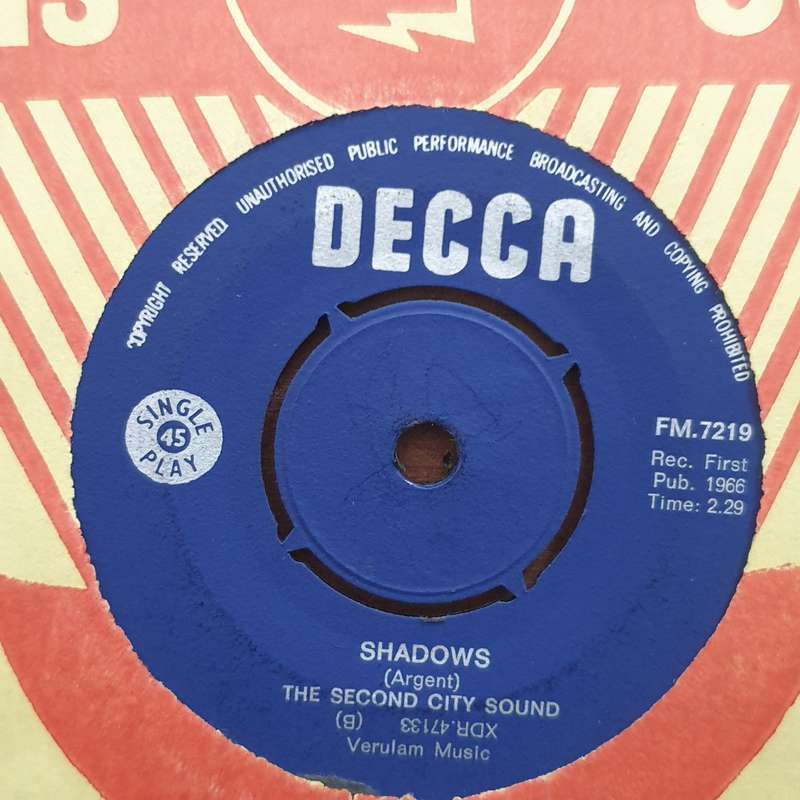 COPYRIGHT RESERVED UNAUTHORISED PUBLIC PERFORMANCE BROADCASTING AND COPYING PROHIBITED
DECCA
SINGLE
45
PLAY
FM.7219
Rec. First
Pub. 1966
Time: 2.29
SHADOWS
(Argent)
THE SECOND CITY SOUND
XDR.47133 (B)
Verulam Music